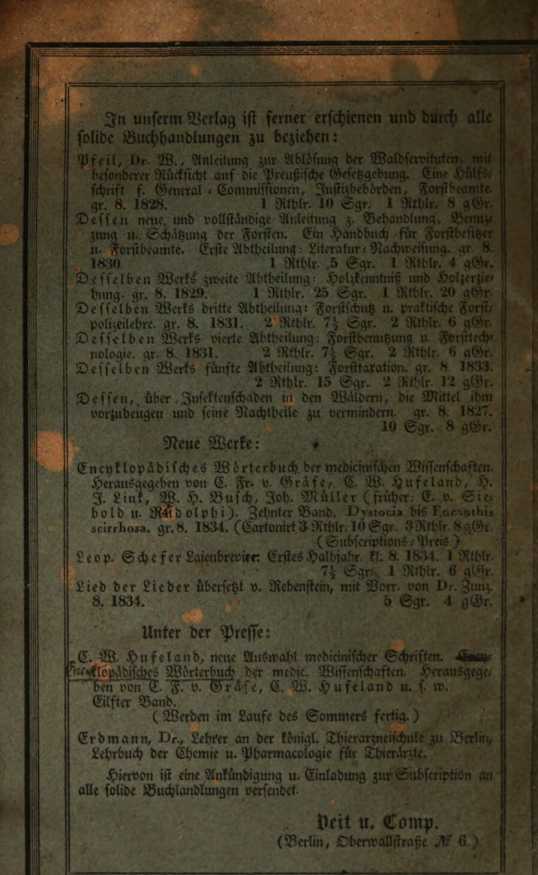 In unserm Verlag ist ferner erschienen und durch alle
solide Buchhandlungen zu beziehen:
Pfeil, Dr. W., Anleitung zur Ablösung der Waldservituten, mit
besonderer Rücksicht auf die Preußische Gesetzgebung. Eine Hülfs-
schrift f. General-Commissionen, Justizbehörden, Forstbeamte.
gr. 8. 1828. 1 Rthlr. 10 Sgr. 1 Rthlr. 8 gGr.
Dessen neue und vollständige Anleitung z. Behandlung, Benuz-
zung u. Schätzung der Forsten. Ein Handbuch für Forstbesitzer
u. Forstbeamte. Erste Abtheilung: Literatur-Nachweisung. gr. 8.
1830. 1 Rthlr. 5 Sgr. 1 Rthlr. 4 gGr.
Desselben Werks zweite Abtheilung: Holzkenntniß und Holzerzie-
hung. gr. 8. 1829. 1 Rthlr. 25 Sgr. 1 Rthlr. 20 gGr.
Desselben Werks dritte Abtheilung: Forstschutz u. praktische Forst-
polizeilehre. gr. 8. 1831. 2 Rthlr. 7½ Sgr. 2 Rthlr. 6 gGr.
Desselben Werks vierte Abtheilung: Forstbenutzung u. Forsttech-
nologie. gr. 8. 1831. 2 Rthlr. 7½ Sgr. 2 Rthlr. 6 gGr.
Desselben Werks fünfte Abtheilung: Forsttaxation. gr. 8. 1833.
2 Rthlr. 15 Sgr. 2 Rthlr. 12 gGr.
Dessen, über Insektenschaden in den Wäldern, die Mittel ihm
vorzubeugen und seine Nachtheile zu vermindern. gr. 8. 1827.
10 Sgr. 8 gGr.
Neue Werke:
Encyklopädisches Wörterbuch der medicinischen Wissenschaften.
Herausgegeben von C. Fr. v. Gräfe, C. W. Hufeland, H.
F. Link, W. H. Busch, Joh. Müller (früher: E. v. Sie-
bold u. Rudolphi). Zehnter Band. Dystocia bis Encanthis
scirrhosa. gr. 8. 1834. (Cartonirt 3 Rthlr. 10 Sgr. 3 Rthlr. 8 gGr.
(Subscriptions-Preis.)
Leop. Schefer Laienbrevier: Erstes Halbjahr. kl. 8. 1834. 1 Rthlr.
7½ Sgr. 1 Rthlr. 6 gGr.
Lied der Lieder übersetzt v. Rebenstein, mit Vorr. von Dr. Zunz.
8. 1834. 5 Sgr. 4 gGr.
Unter der Presse:
C. W. Hufeland, neue Auswahl medicinischer Schriften.
Encyklopädisches Wörterbuch der medic. Wissenschaften. Herausgege-
ben von C. F. v. Gräfe, C. W. Hufeland u. s. w.
Eilfter Band.
(Werden im Laufe des Sommers fertig.)
Erdmann, Dr., Lehrer an der königl. Thierarzneischule zu Berlin,
Lehrbuch der Chemie u. Pharmacologie für Thierärzte.
Hiervon ist eine Ankündigung u. Einladung zur Subscription an
alle solide Buchlandlungen versendet.
Veit u. Comp.
(Berlin, Oberwallstraße № 6.)